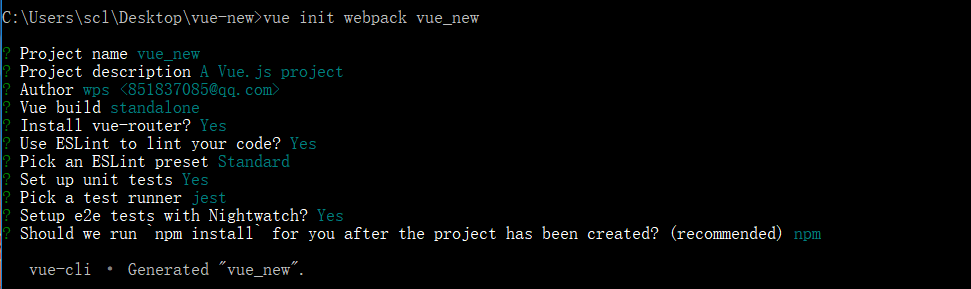 C:\Users\scl\Desktop\vue-new>vue init webpack vue_new
? Project name vue_new
? Project description A Vue.js project
? Author wps <851837085@qq.com>
? Vue build standalone
? Install vue-router? Yes
? Use ESLint to lint your code? Yes
? Pick an ESLint preset Standard
? Set up unit tests Yes
? Pick a test runner jest
? Setup e2e tests with Nightwatch? Yes
? Should we run `npm install` for you after the project has been created? (recommended) npm
vue-cli · Generated "vue_new".